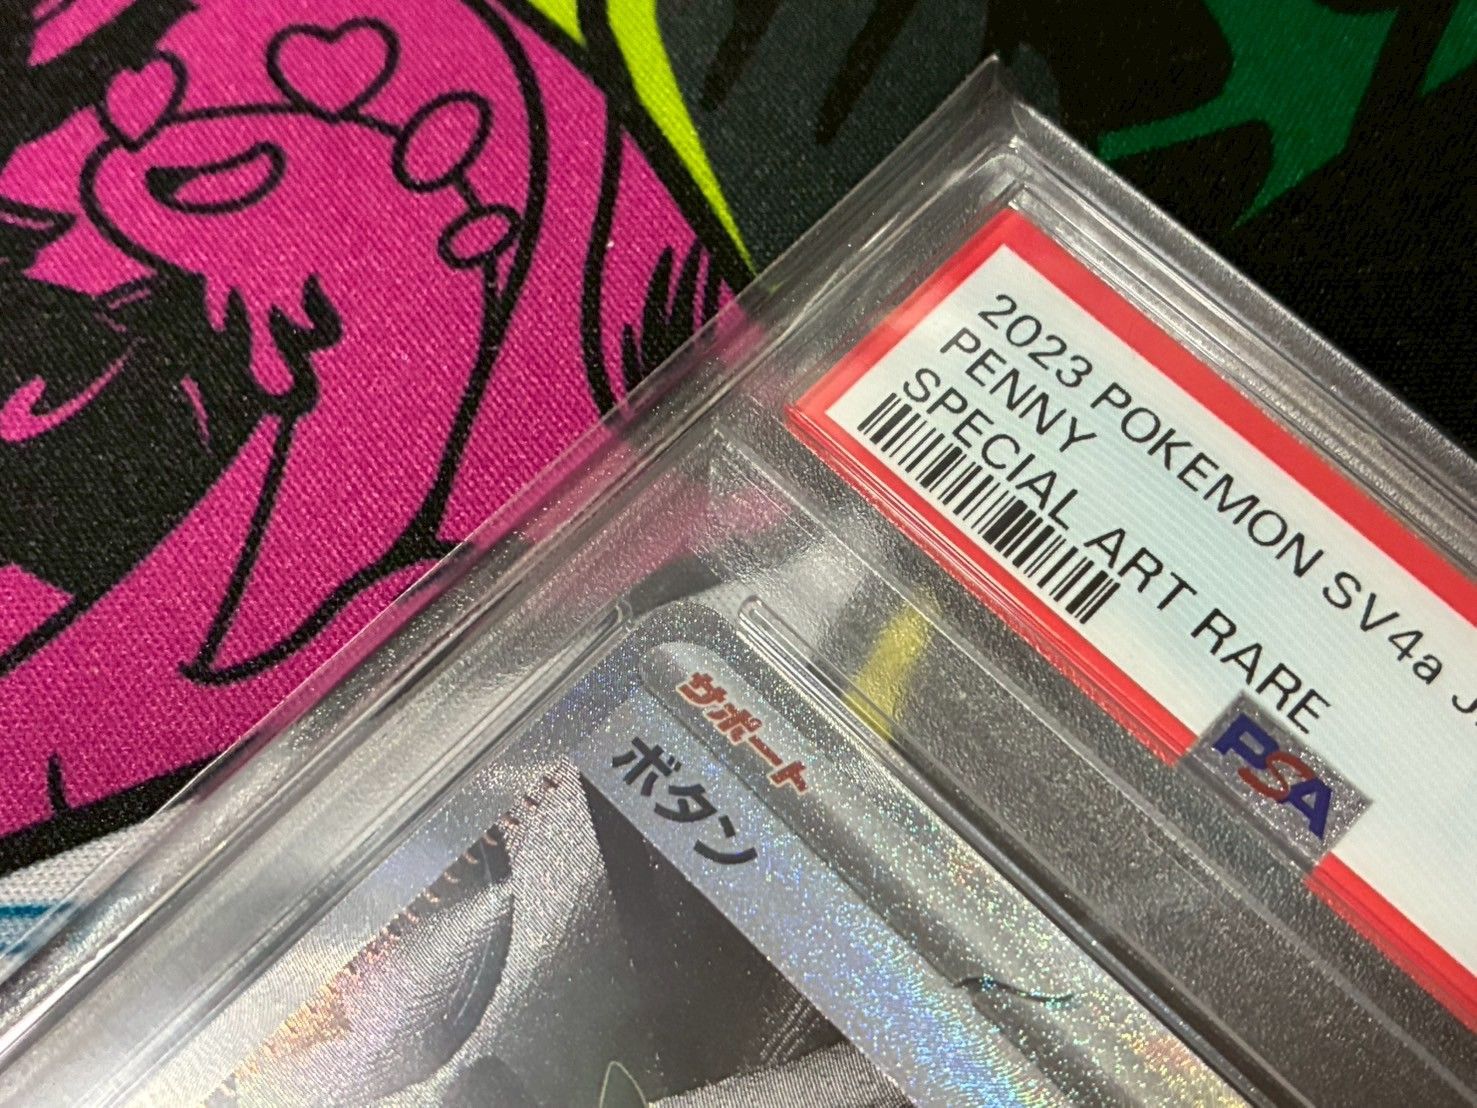 2023 POKEMON SV4a
PENNY
SPECIAL ART RARE
PSA
サポート
ボタン